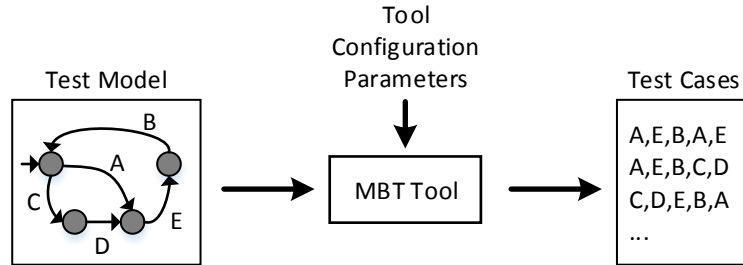 Tool
Configuration
Parameters
Test Model
B
A
C
E
D
MBT Tool
Test Cases
A,E,B,A,E
A,E,B,C,D
C,D,E,B,A
...